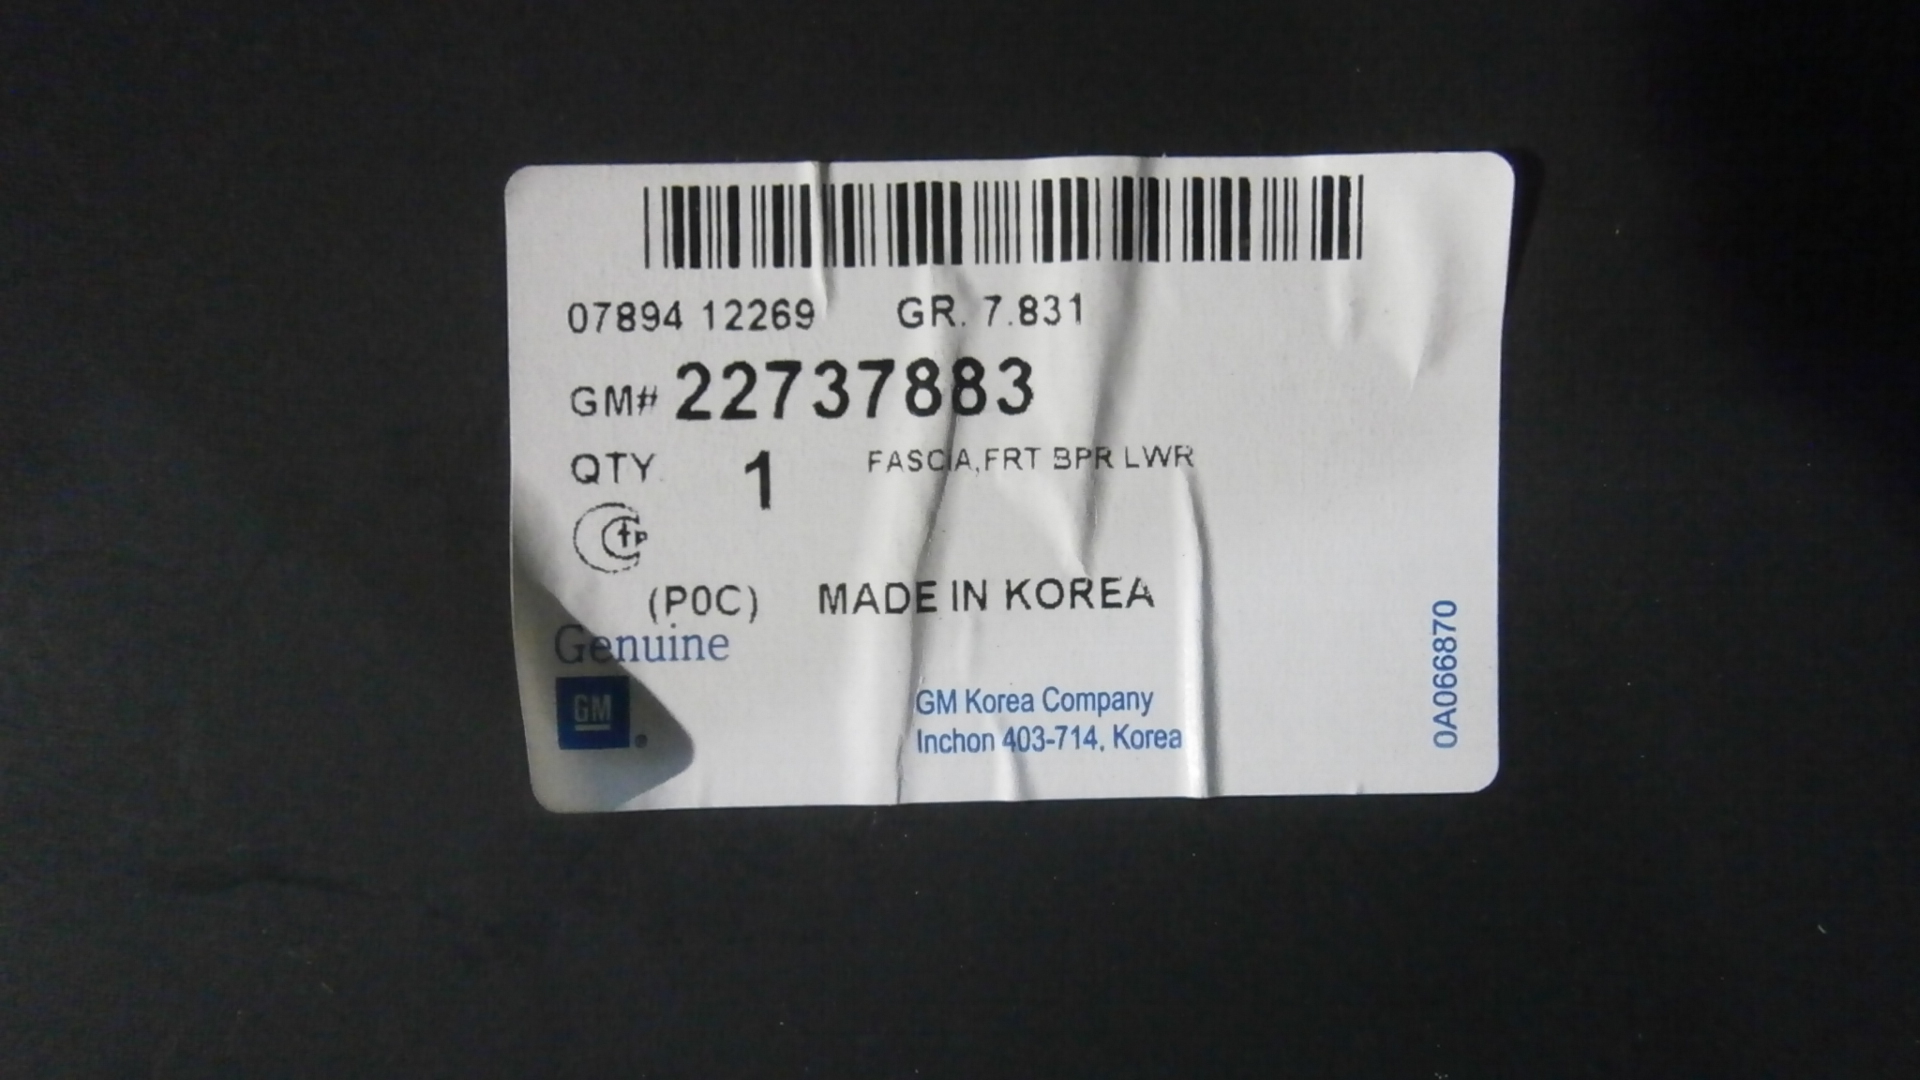 07894 12269 GR. 7.831
GM# 22737883
QTY. 1 FASCIA,FRT BPR LWR
(P0C) MADE IN KOREA
Genuine
GM
GM Korea Company
Inchon 403-714, Korea
0A066870